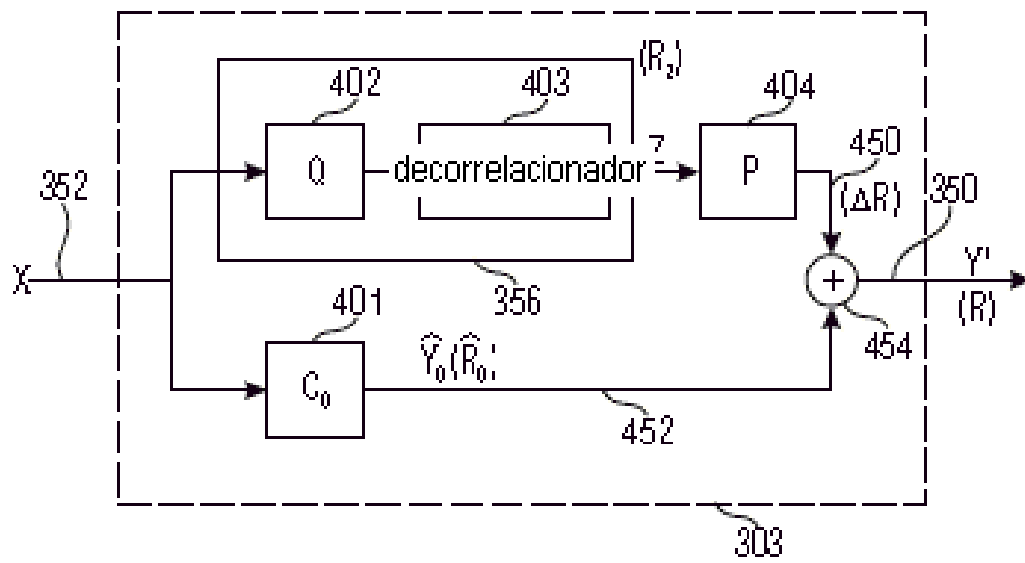 (R₂)
402
403
404
Q
decorrelacionador
Z
P
450
(ΔR)
350
352
X
356
Y'
(R)
401
454
C₀
Ŷ₀(R̂₀)
452
303